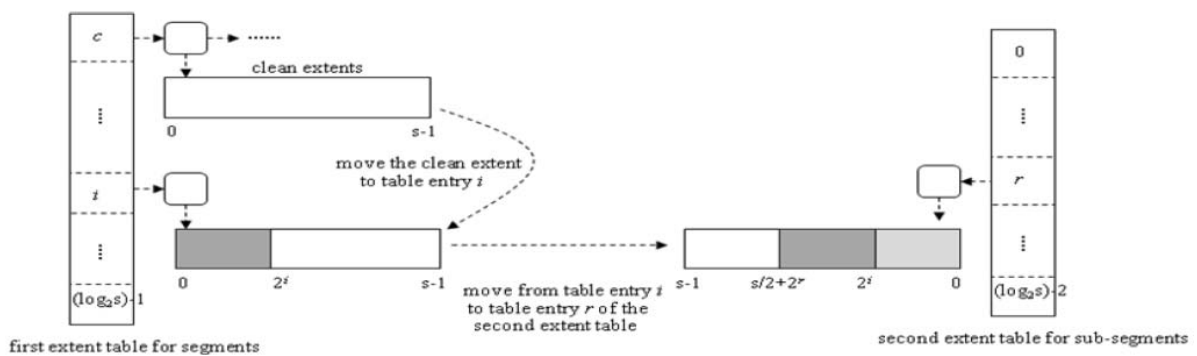 c
......
clean extents
0
s-1
move the clean extent
to table entry i
i
0
2^i
s-1
(log₂s)-1
first extent table for segments
move from table entry i
to table entry r of the
second extent table
0
r
s-1
s/2+2^r
2^i
0
(log₂s)-2
second extent table for sub-segments